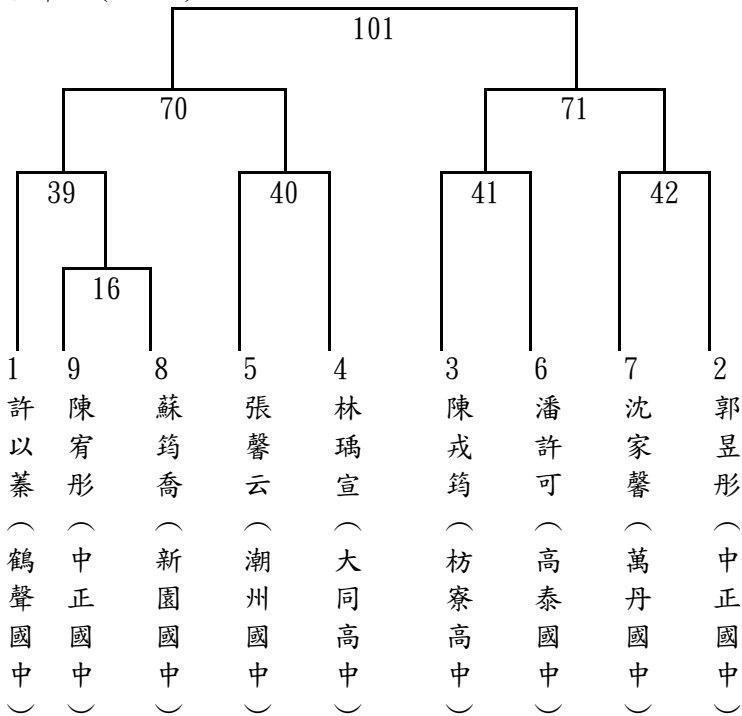 101
70
71
39
40
41
42
16
1
9
8
5
4
3
6
7
2
許以蓁(鶴聲國中)
陳宥彤(中正國中)
蘇筠喬(新園國中)
張馨云(潮州國中)
林瑀宣(大同高中)
陳戎筠(枋寮高中)
潘許可(高泰國中)
沈家馨(萬丹國中)
郭昱彤(中正國中)